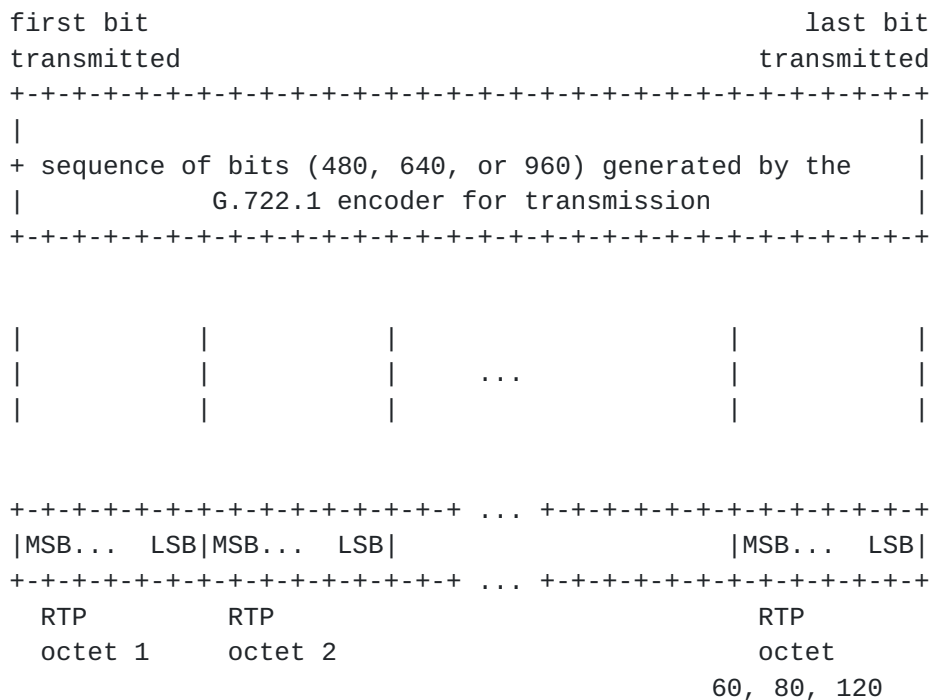 first bit                                          last bit
transmitted                                     transmitted
+-+-+-+-+-+-+-+-+-+-+-+-+-+-+-+-+-+-+-+-+-+-+-+-+-+-+-+-+-+
|                                                         |
+ sequence of bits (480, 640, or 960) generated by the    |
|            G.722.1 encoder for transmission             |
+-+-+-+-+-+-+-+-+-+-+-+-+-+-+-+-+-+-+-+-+-+-+-+-+-+-+-+-+-+
|           |           |                     |           |
|           |           |     ...             |           |
|           |           |                     |           |
+-+-+-+-+-+-+-+-+-+-+-+-+-+-+ ... +-+-+-+-+-+-+-+-+-+-+-+-+
|MSB...  LSB|MSB...  LSB|                     |MSB...  LSB|
+-+-+-+-+-+-+-+-+-+-+-+-+-+-+ ... +-+-+-+-+-+-+-+-+-+-+-+-+
  RTP         RTP                               RTP
  octet 1     octet 2                           octet
                                             60, 80, 120